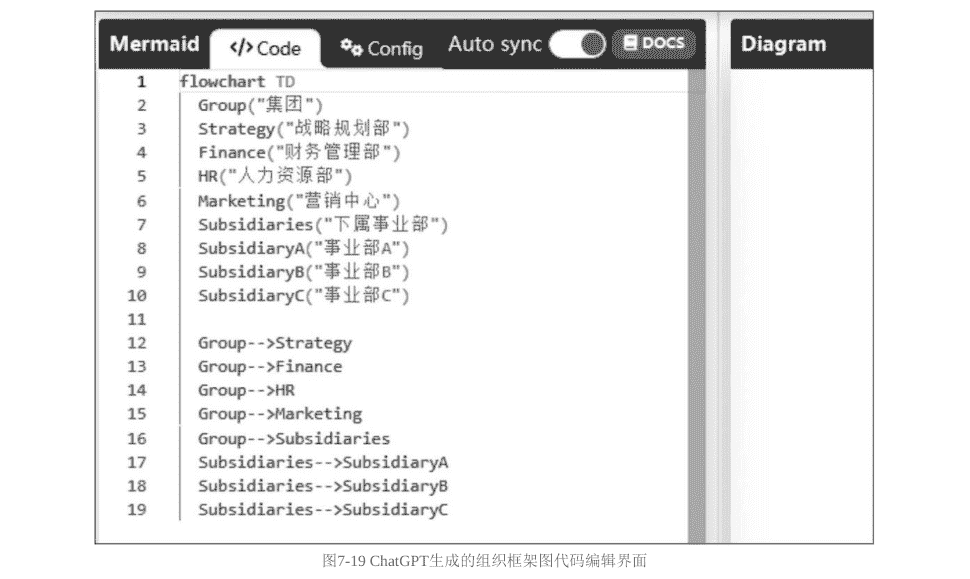 Mermaid </>Code Config Auto sync DOCS Diagram
1 flowchart TD
2 Group("集团")
3 Strategy("战略规划部")
4 Finance("财务管理部")
5 HR("人力资源部")
6 Marketing("营销中心")
7 Subsidiaries("下属事业部")
8 SubsidiaryA("事业部A")
9 SubsidiaryB("事业部B")
10 SubsidiaryC("事业部C")
11
12 Group-->Strategy
13 Group-->Finance
14 Group-->HR
15 Group-->Marketing
16 Group-->Subsidiaries
17 Subsidiaries-->SubsidiaryA
18 Subsidiaries-->SubsidiaryB
19 Subsidiaries-->SubsidiaryC
图7-19 ChatGPT生成的组织框架图代码编辑界面